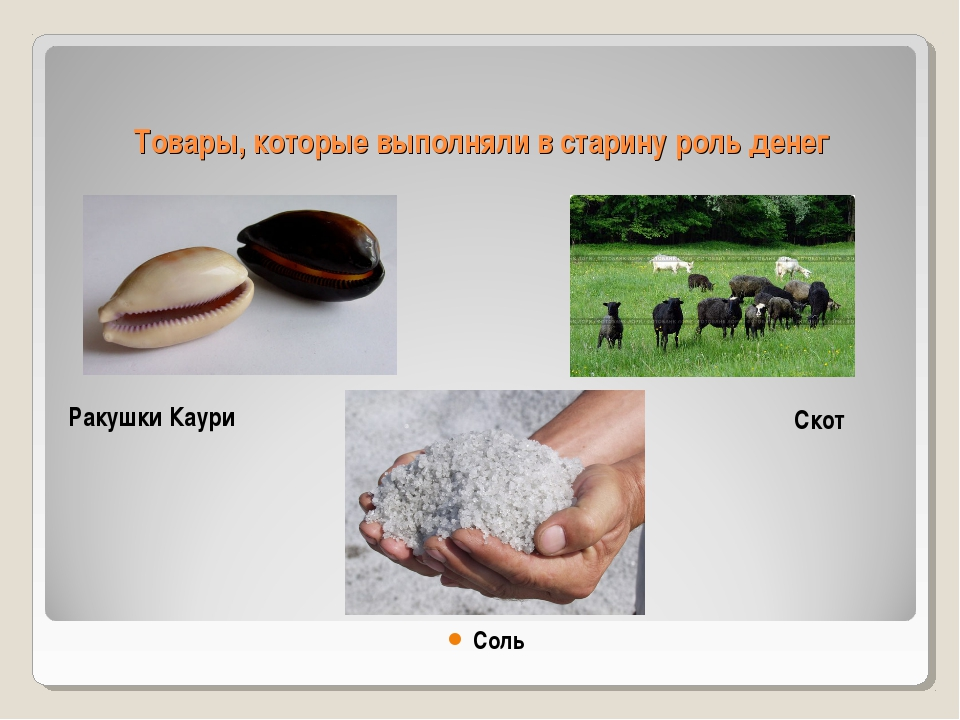 Товары, которые выполняли в старину роль денег
Ракушки Каури
Скот
Соль